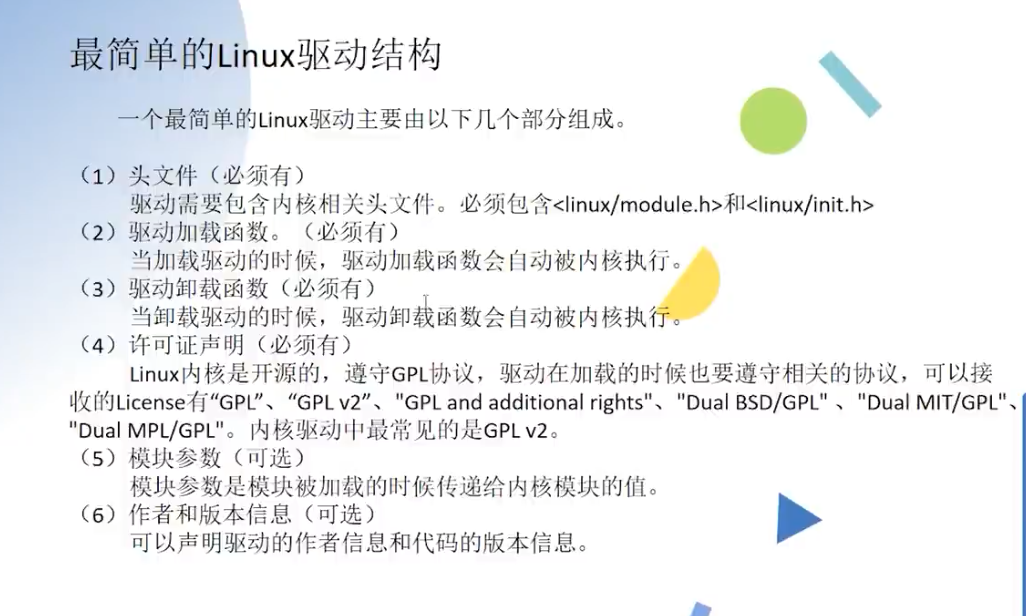 最简单的Linux驱动结构
一个最简单的Linux驱动主要由以下几个部分组成。
（1）头文件（必须有）
驱动需要包含内核相关头文件。必须包含<linux/module.h>和<linux/init.h>
（2）驱动加载函数。（必须有）
当加载驱动的时候，驱动加载函数会自动被内核执行。
（3）驱动卸载函数（必须有）
当卸载驱动的时候，驱动卸载函数会自动被内核执行。
（4）许可证声明（必须有）
Linux内核是开源的，遵守GPL协议，驱动在加载的时候也要遵守相关的协议，可以接
收的License有“GPL”、“GPL v2”、"GPL and additional rights"、"Dual BSD/GPL" 、"Dual MIT/GPL"、
"Dual MPL/GPL"。内核驱动中最常见的是GPL v2。
（5）模块参数（可选）
模块参数是模块被加载的时候传递给内核模块的值。
（6）作者和版本信息（可选）
可以声明驱动的作者信息和代码的版本信息。